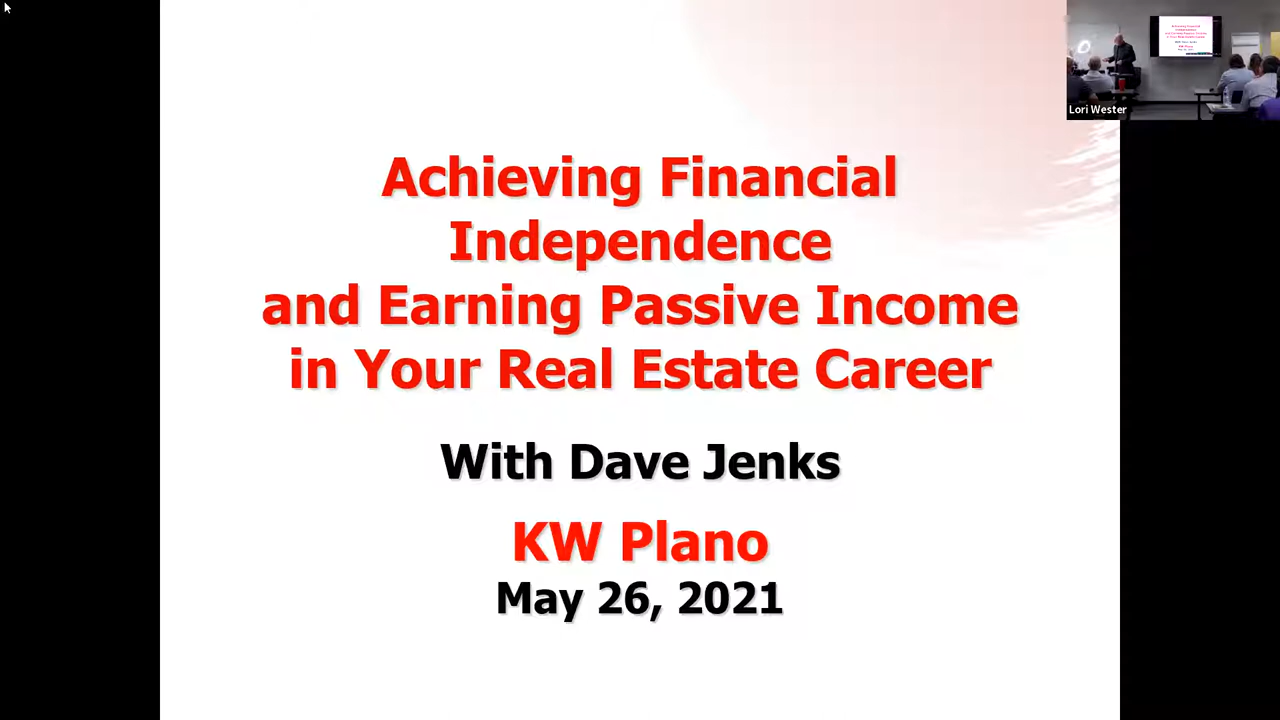 Achieving Financial
Independence
and Earning Passive Income
in Your Real Estate Career
With Dave Jenks
KW Plano
May 26, 2021
Lori Wester